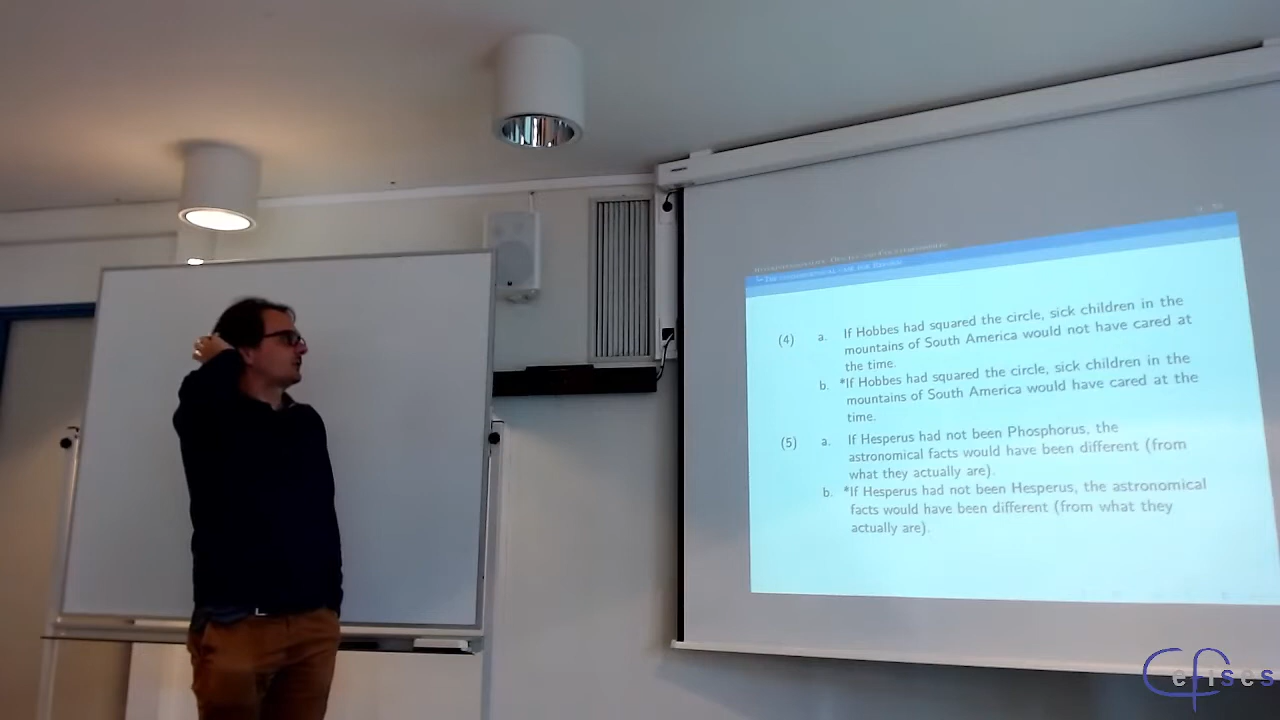 (4) a. If Hobbes had squared the circle, sick children in the
mountains of South America would not have cared at
the time.
b. *If Hobbes had squared the circle, sick children in the
mountains of South America would have cared at the
time.
(5) a. If Hesperus had not been Phosphorus, the
astronomical facts would have been different (from
what they actually are).
b. *If Hesperus had not been Hesperus, the astronomical
facts would have been different (from what they
actually are).
Cefises